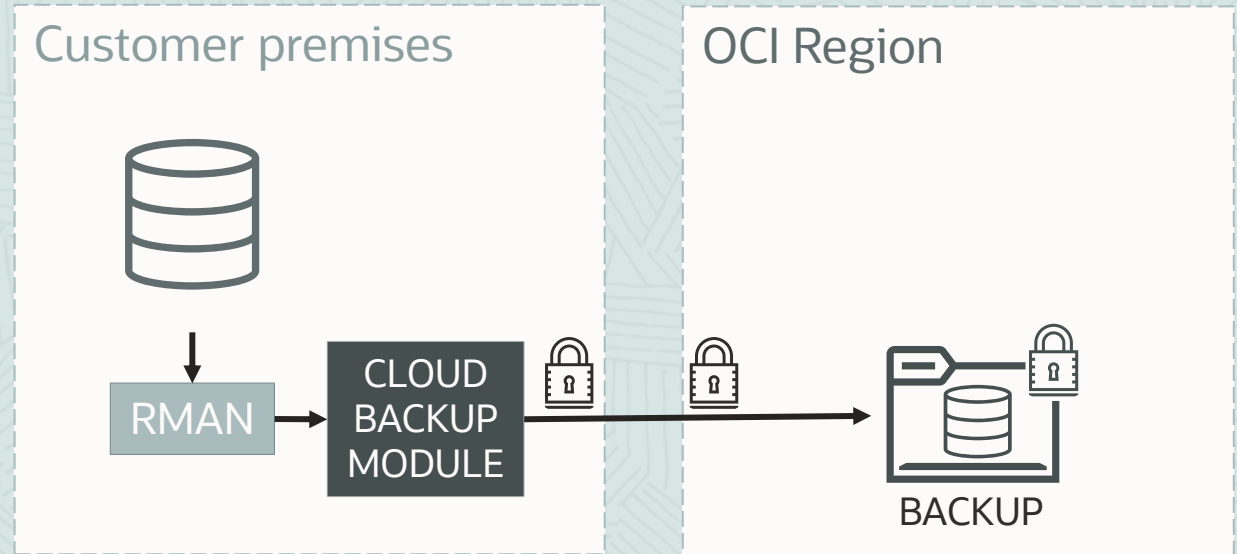 Customer premises
OCI Region
RMAN
CLOUD
BACKUP
MODULE
BACKUP